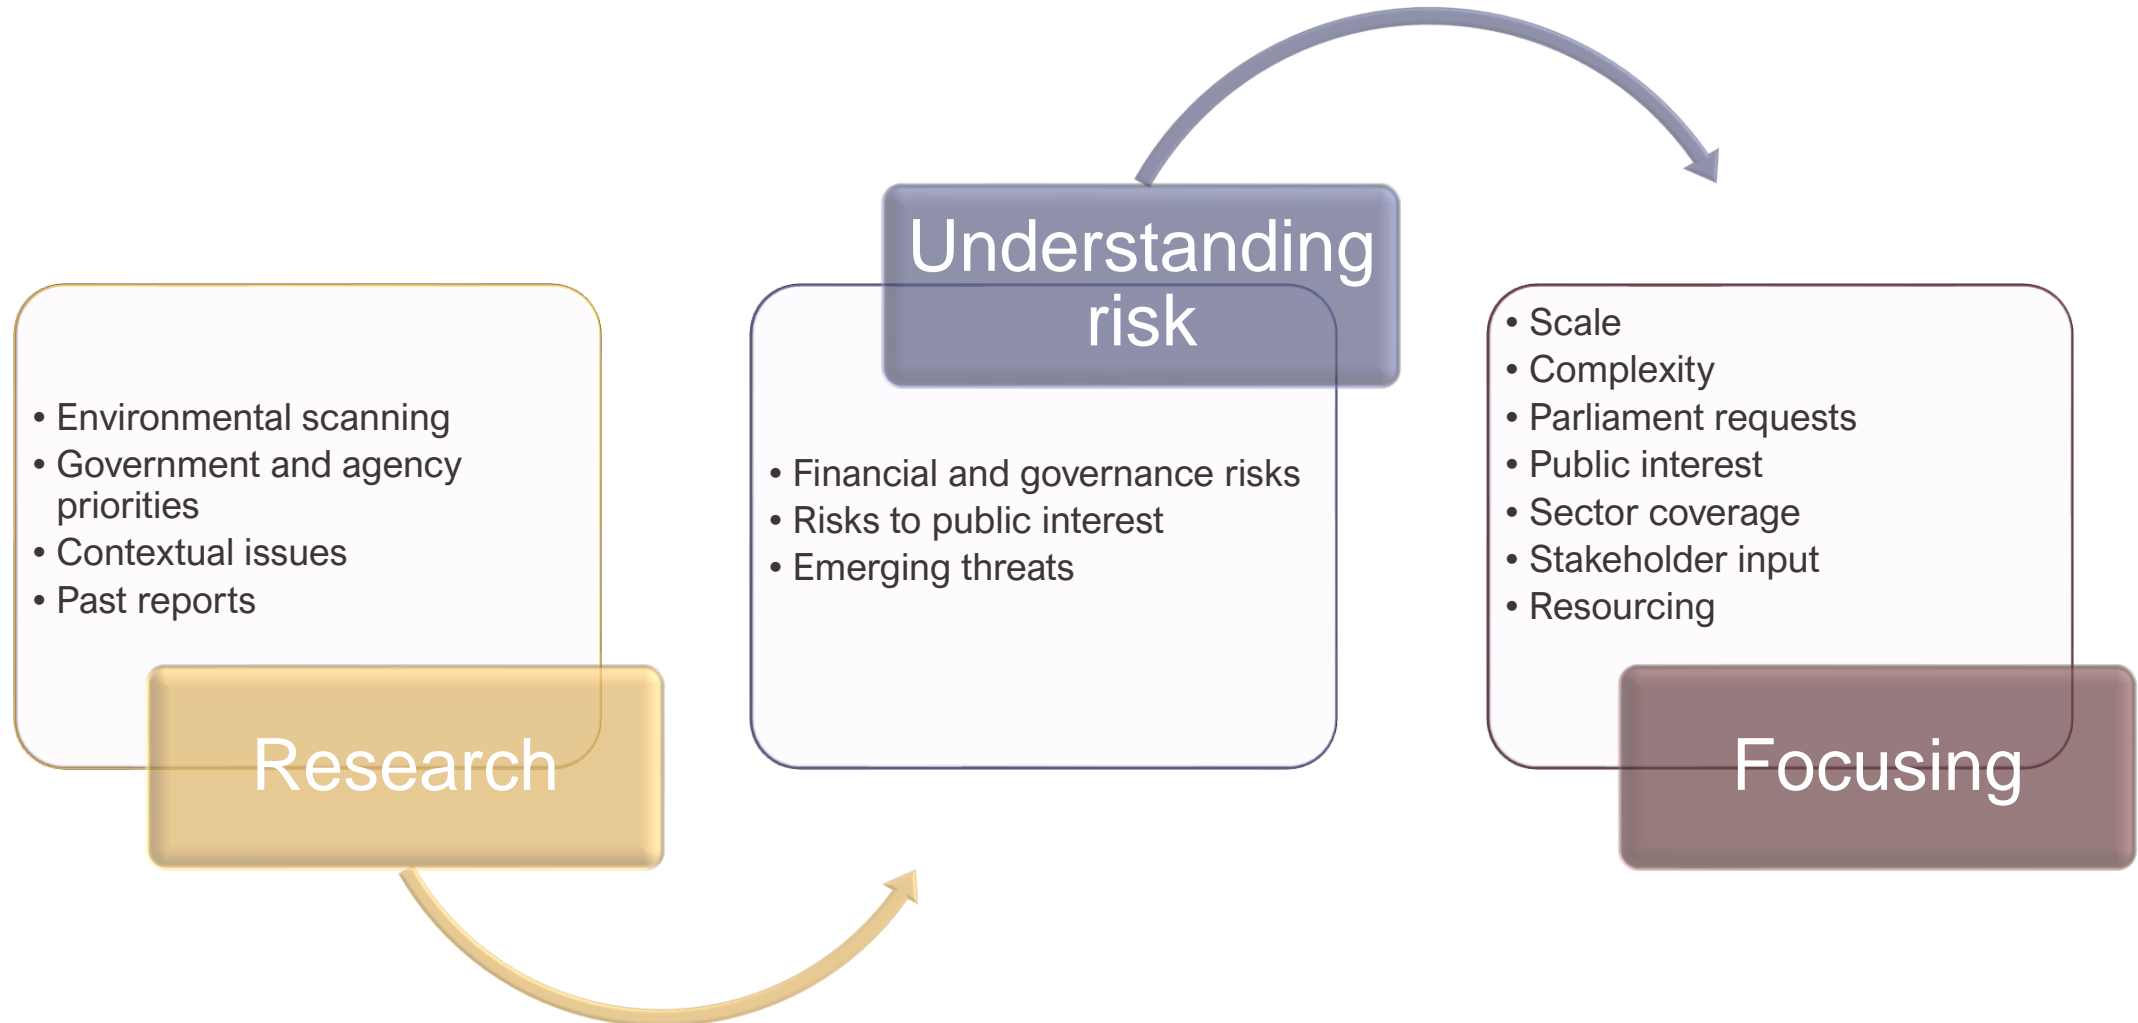 • Environmental scanning
• Government and agency
priorities
• Contextual issues
• Past reports
Research
Understanding
risk
• Financial and governance risks
• Risks to public interest
• Emerging threats
• Scale
• Complexity
• Parliament requests
• Public interest
• Sector coverage
• Stakeholder input
• Resourcing
Focusing